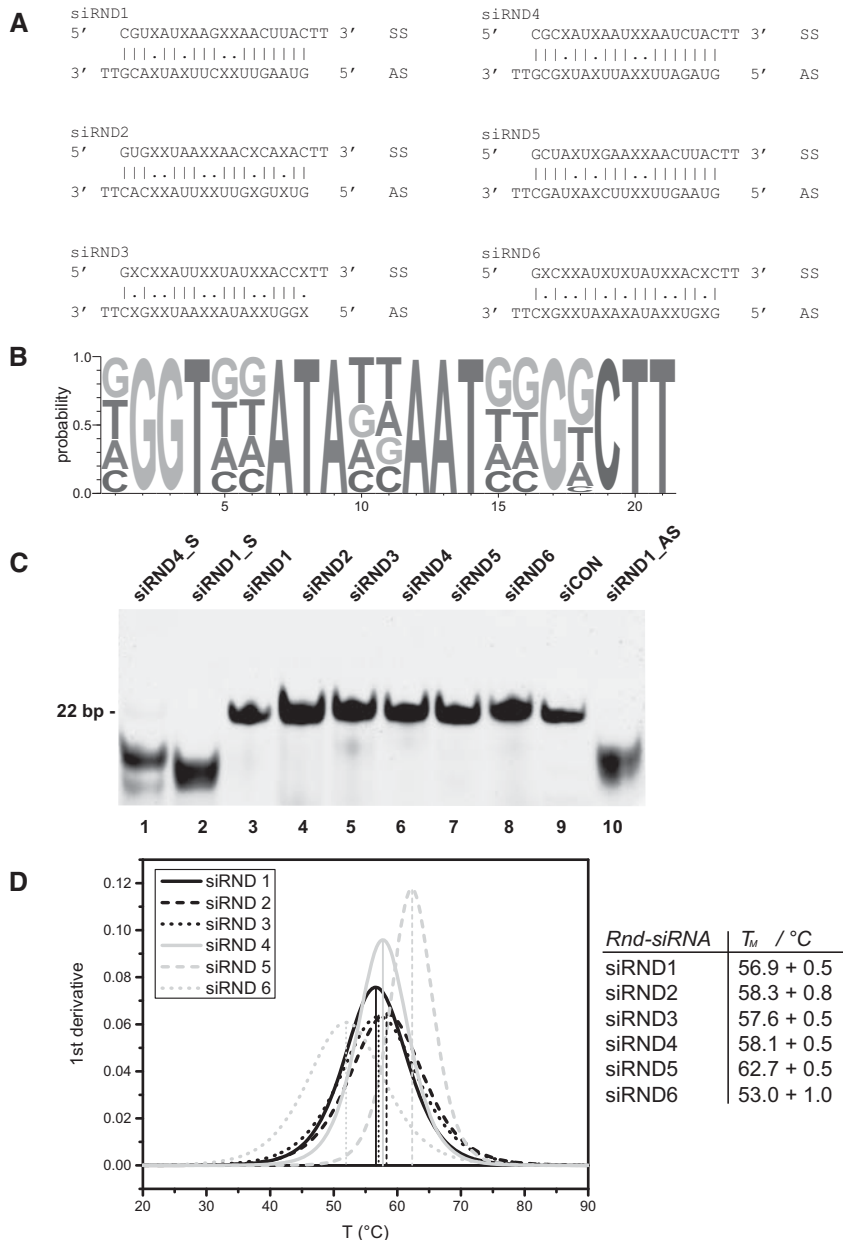 A
siRND1
5' CGUXAUXAAGXXAACUUACTT 3' SS
|||.||.|||..|||||||
3' TTGCAXUAXUUCXXUUGAAUG 5' AS
siRND2
5' GUGXXUAAXXAACXCAXACTT 3' SS
|||..|||..|||.||.||
3' TTCACXXAUUXXUUGXGUXUG 5' AS
siRND3
5' GXCXXAUUXXUAUXXACCXTT 3' SS
|.|..|||..|||..|||.
3' TTCXGXXUAAXXAUAXXUGGX 5' AS
siRND4
5' CGCXAUXAAUXXAAUCUACTT 3' SS
|||.||.|||..|||||||
3' TTGCGXUAXUUAXXUUAGAUG 5' AS
siRND5
5' GCUAXUXGAAXXAACUUACTT 3' SS
||||.|.|||..|||||||
3' TTCGAUXAXCUUXXUUGAAUG 5' AS
siRND6
5' GXCXXAUXUXUAUXXACXCTT 3' SS
|.|..||.|.|||..||.|
3' TTCXGXXUAXAXAUAXXUGXG 5' AS
B
probability
1.0
0.5
0.0
5
10
15
20
C
siRND4_S
siRND1_S
siRND1
siRND2
siRND3
siRND4
siRND5
siRND6
siCON
siRND1_AS
22 bp -
1 2 3 4 5 6 7 8 9 10
D
1st derivative
0.12
0.10
0.08
0.06
0.04
0.02
0.00
siRND 1
siRND 2
siRND 3
siRND 4
siRND 5
siRND 6
20 30 40 50 60 70 80 90
T (°C)
Rnd-siRNA TM / °C
siRND1 56.9 + 0.5
siRND2 58.3 + 0.8
siRND3 57.6 + 0.5
siRND4 58.1 + 0.5
siRND5 62.7 + 0.5
siRND6 53.0 + 1.0